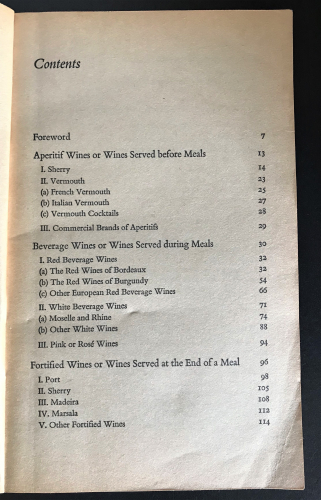 Contents
Foreword 7
Aperitif Wines or Wines Served before Meals 13
I. Sherry 14
II. Vermouth 23
(a) French Vermouth 25
(b) Italian Vermouth 27
(c) Vermouth Cocktails 28
III. Commercial Brands of Aperitifs 29
Beverage Wines or Wines Served during Meals 30
I. Red Beverage Wines 32
(a) The Red Wines of Bordeaux 32
(b) The Red Wines of Burgundy 54
(c) Other European Red Beverage Wines 66
II. White Beverage Wines 71
(a) Moselle and Rhine 74
(b) Other White Wines 88
III. Pink or Rosé Wines 94
Fortified Wines or Wines Served at the End of a Meal 96
I. Port 98
II. Sherry 105
III. Madeira 108
IV. Marsala 112
V. Other Fortified Wines 114